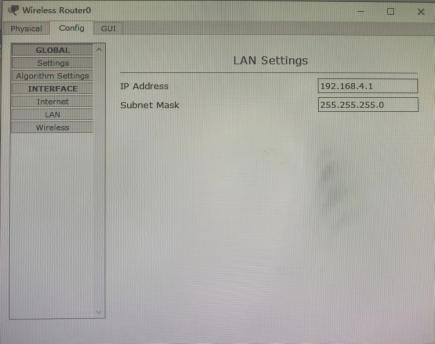 Wireless Router0
Physical Config GUI
GLOBAL
Settings
Algorithm Settings
INTERFACE
Internet
LAN
Wireless
LAN Settings
IP Address 192.168.4.1
Subnet Mask 255.255.255.0